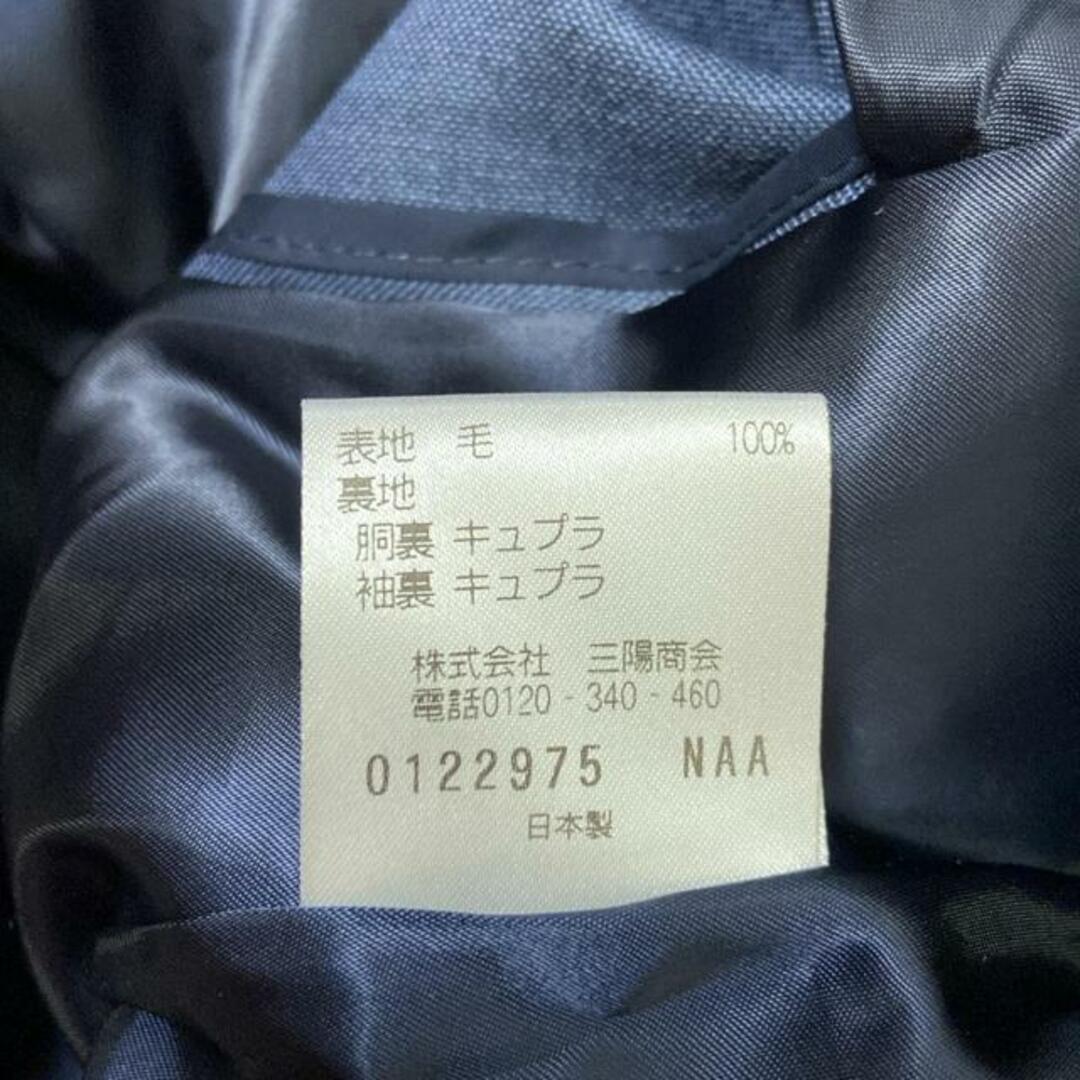 表地 毛 100%
裏地
胴裏 キュプラ
袖裏 キュプラ
株式会社 三陽商会
電話0120-340-460
0122975 NAA
日本製